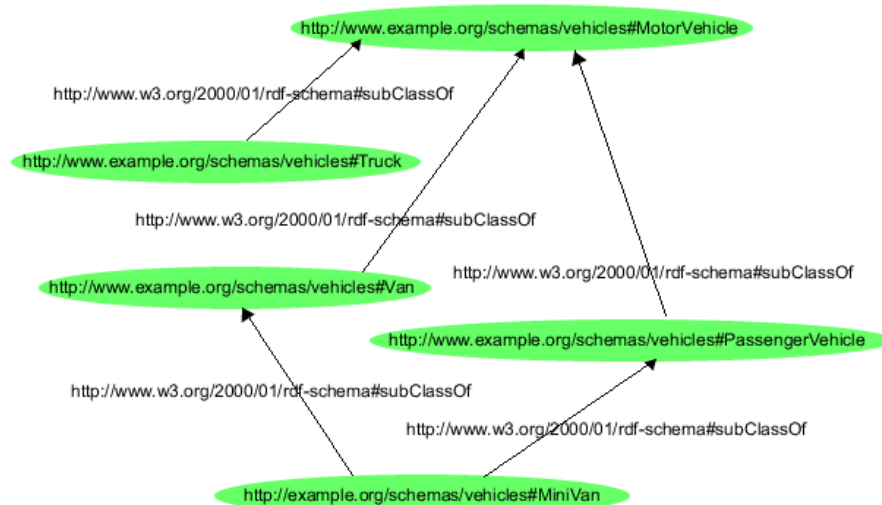 http://www.example.org/schemas/vehicles#MotorVehicle
http://www.w3.org/2000/01/rdf-schema#subClassOf
http://www.example.org/schemas/vehicles#Truck
http://www.w3.org/2000/01/rdf-schema#subClassOf
http://www.w3.org/2000/01/rdf-schema#subClassOf
http://www.example.org/schemas/vehicles#Van
http://www.example.org/schemas/vehicles#PassengerVehicle
http://www.w3.org/2000/01/rdf-schema#subClassOf
http://www.w3.org/2000/01/rdf-schema#subClassOf
http://example.org/schemas/vehicles#MiniVan